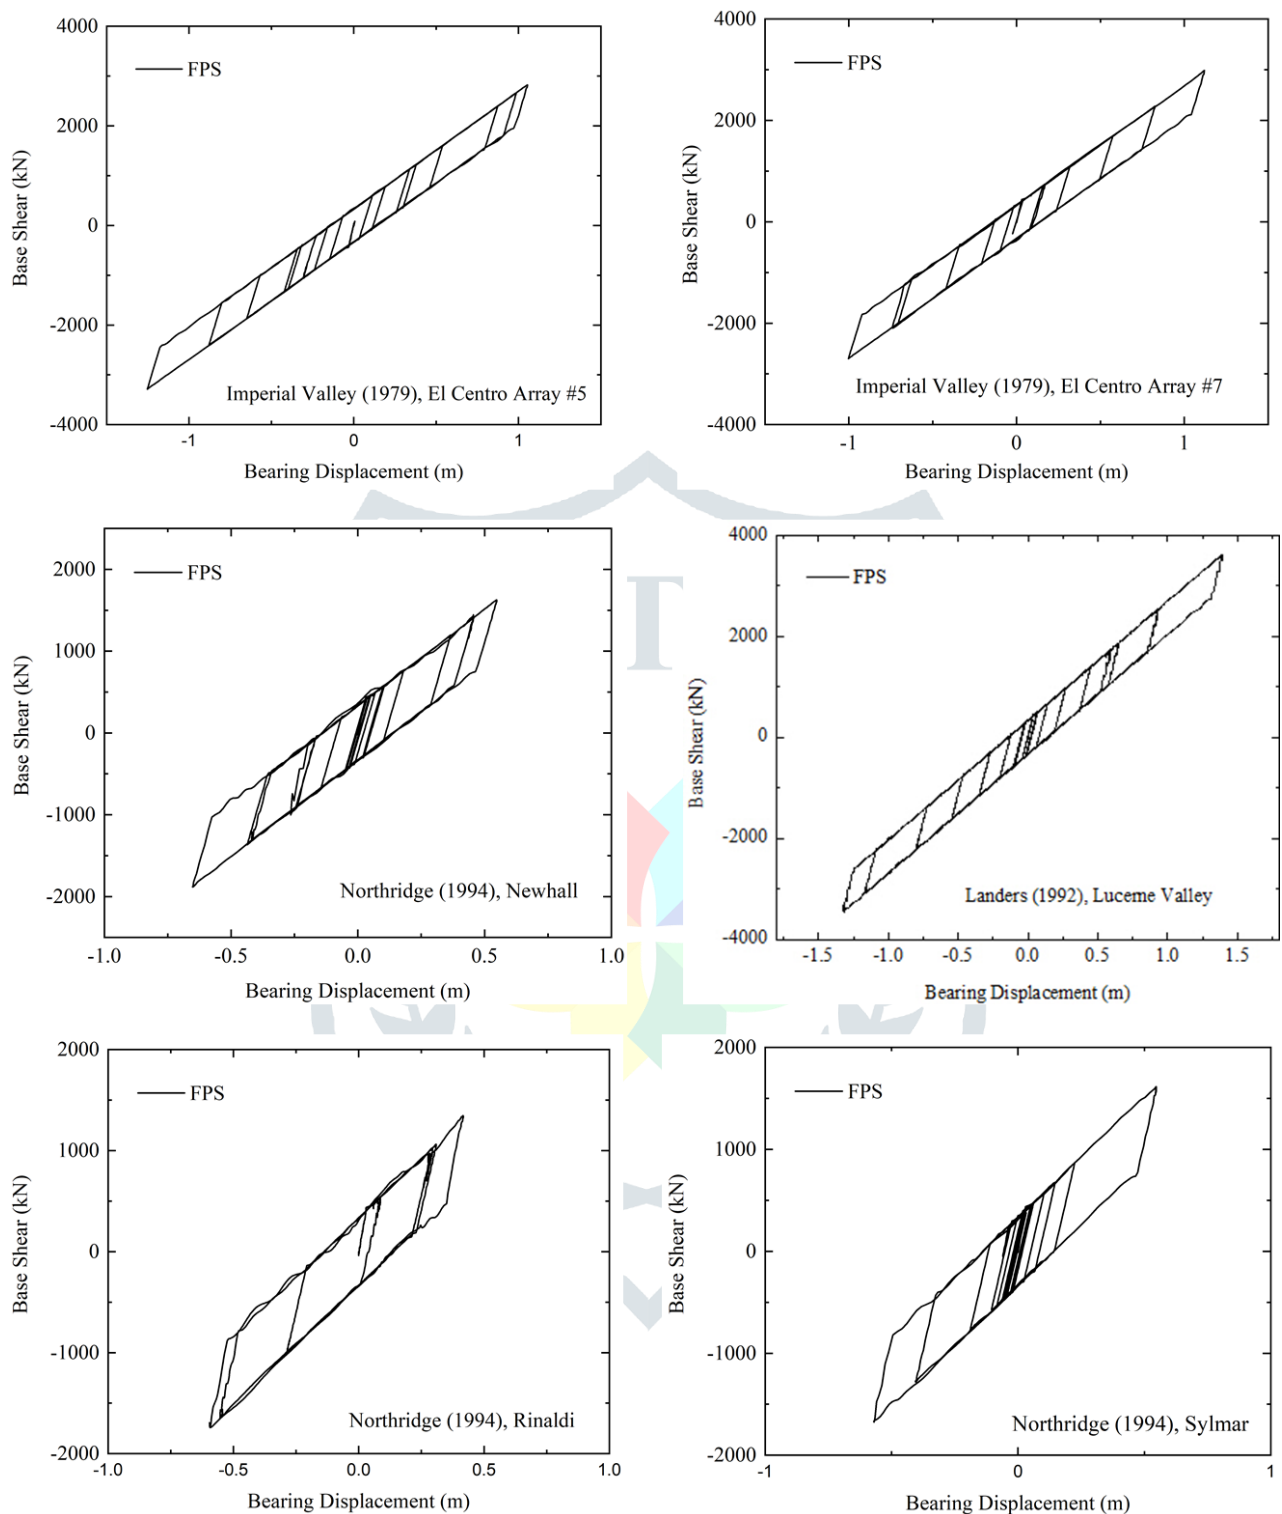 4000
2000
0
-2000
-4000
Base Shear (kN)
FPS
Imperial Valley (1979), El Centro Array #5
-1
0
1
Bearing Displacement (m)
4000
2000
0
-2000
-4000
Base Shear (kN)
FPS
Imperial Valley (1979), El Centro Array #7
-1
0
1
Bearing Displacement (m)
2000
1000
0
-1000
-2000
Base Shear (kN)
FPS
Northridge (1994), Newhall
-1.0
-0.5
0.0
0.5
1.0
Bearing Displacement (m)
4000
2000
0
-2000
-4000
Base Shear (kN)
FPS
Landers (1992), Lucerne Valley
-1.5
-1.0
-0.5
0.0
0.5
1.0
1.5
Bearing Displacement (m)
2000
1000
0
-1000
-2000
Base Shear (kN)
FPS
Northridge (1994), Rinaldi
-1.0
-0.5
0.0
0.5
1.0
Bearing Displacement (m)
2000
1000
0
-1000
-2000
Base Shear (kN)
FPS
Northridge (1994), Sylmar
-1
0
1
Bearing Displacement (m)